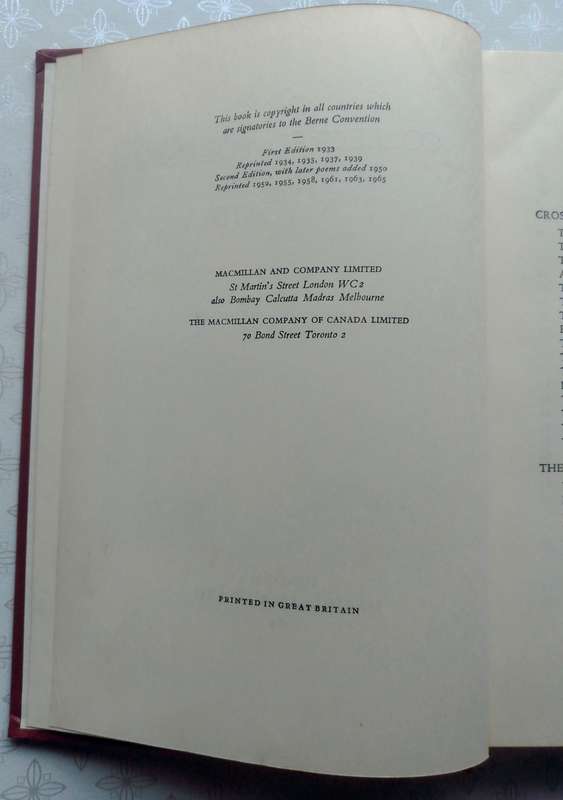 This book is copyright in all countries which
are signatories to the Berne Convention
First Edition 1933
Reprinted 1934, 1935, 1937, 1939
Second Edition, with later poems added 1950
Reprinted 1952, 1955, 1958, 1961, 1963, 1965
MACMILLAN AND COMPANY LIMITED
St Martin's Street London WC2
also Bombay Calcutta Madras Melbourne
THE MACMILLAN COMPANY OF CANADA LIMITED
70 Bond Street Toronto 2
PRINTED IN GREAT BRITAIN
CROS
THE